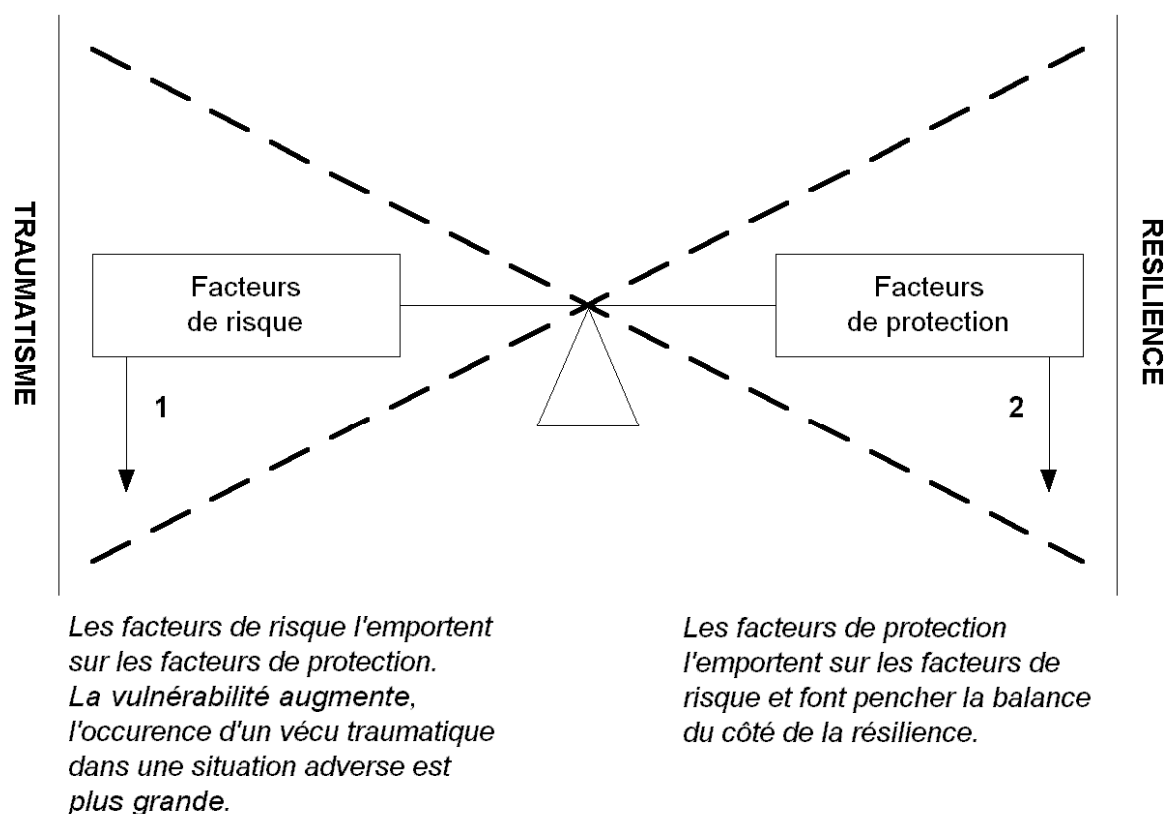 TRAUMATISME
Facteurs
de risque
1
Facteurs
de protection
2
RESILIENCE
Les facteurs de risque l'emportent
sur les facteurs de protection.
La vulnérabilité augmente,
l'occurence d'un vécu traumatique
dans une situation adverse est
plus grande.
Les facteurs de protection
l'emportent sur les facteurs de
risque et font pencher la balance
du côté de la résilience.